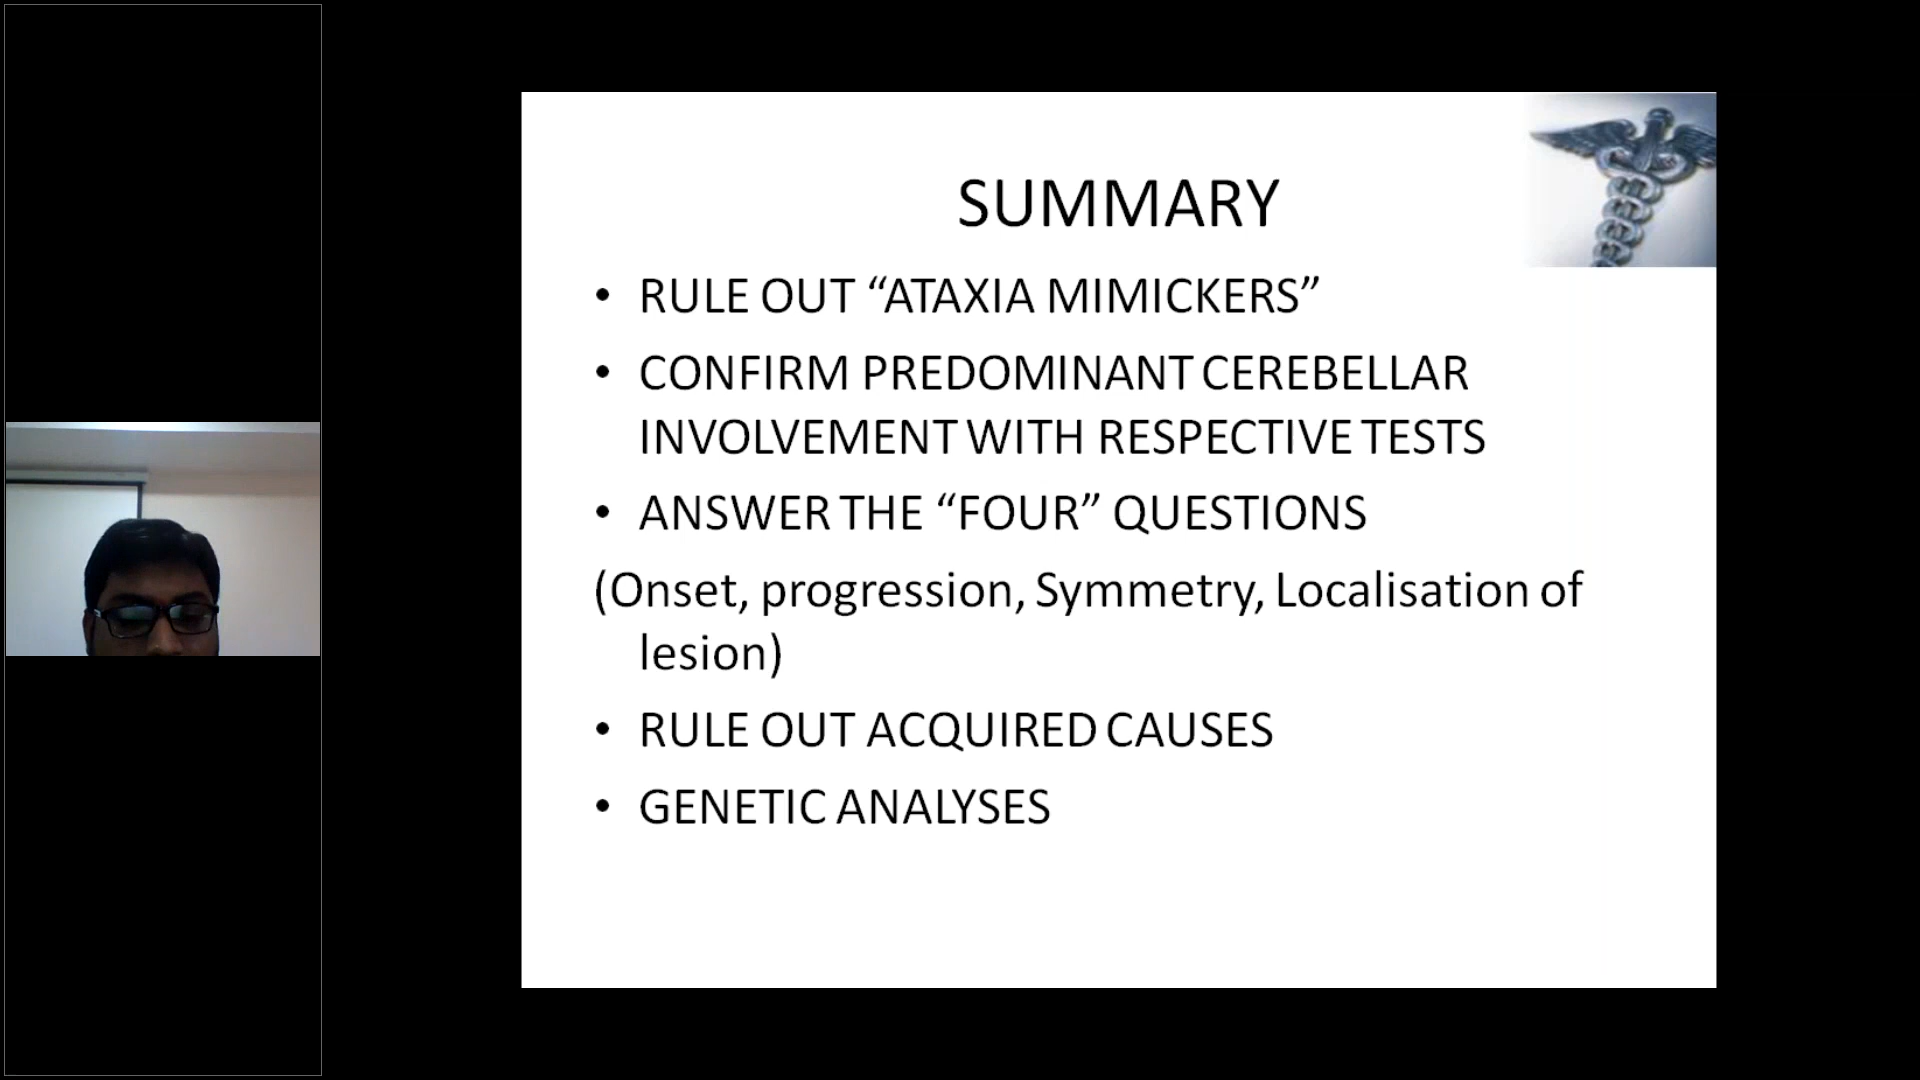 SUMMARY
• RULE OUT “ATAXIA MIMICKERS”
• CONFIRM PREDOMINANT CEREBELLAR
INVOLVEMENT WITH RESPECTIVE TESTS
• ANSWER THE “FOUR” QUESTIONS
(Onset, progression, Symmetry, Localisation of
lesion)
• RULE OUT ACQUIRED CAUSES
• GENETIC ANALYSES